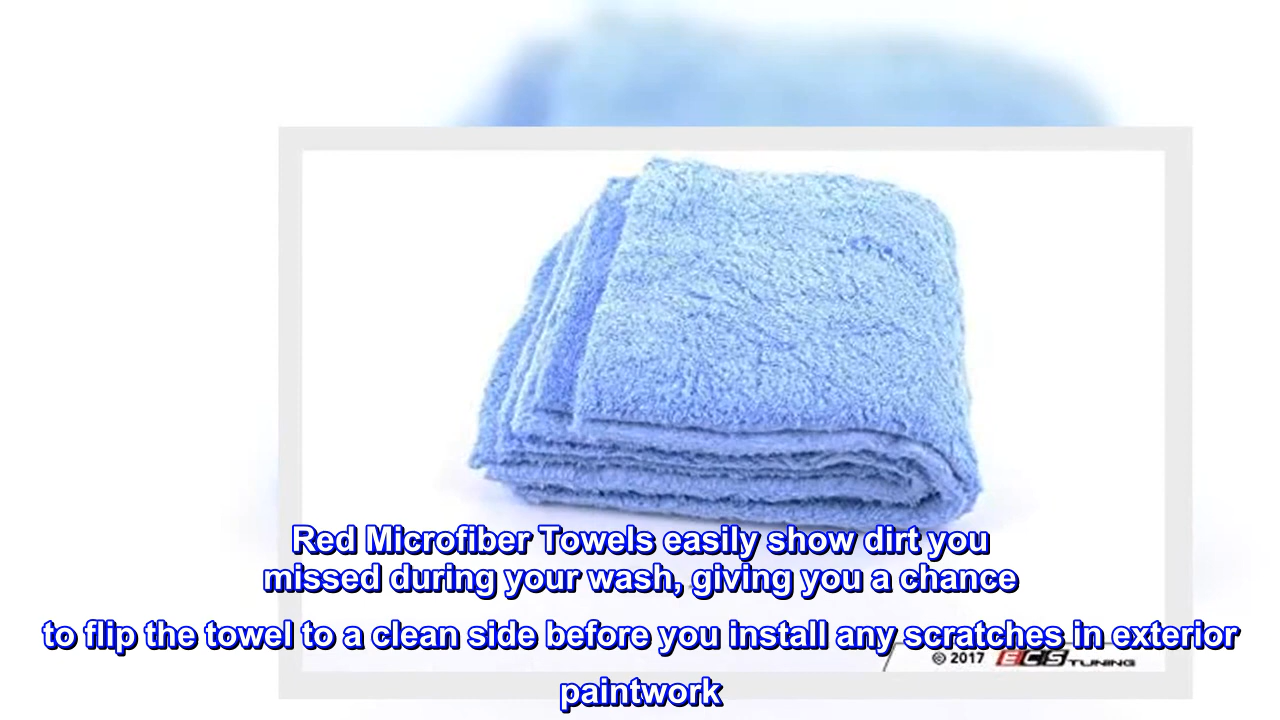 Red Microfiber Towels easily show dirt you
missed during your wash, giving you a chance
to flip the towel to a clean side before you install any scratches in exterior
© 2017 ECS TUNING
paintwork